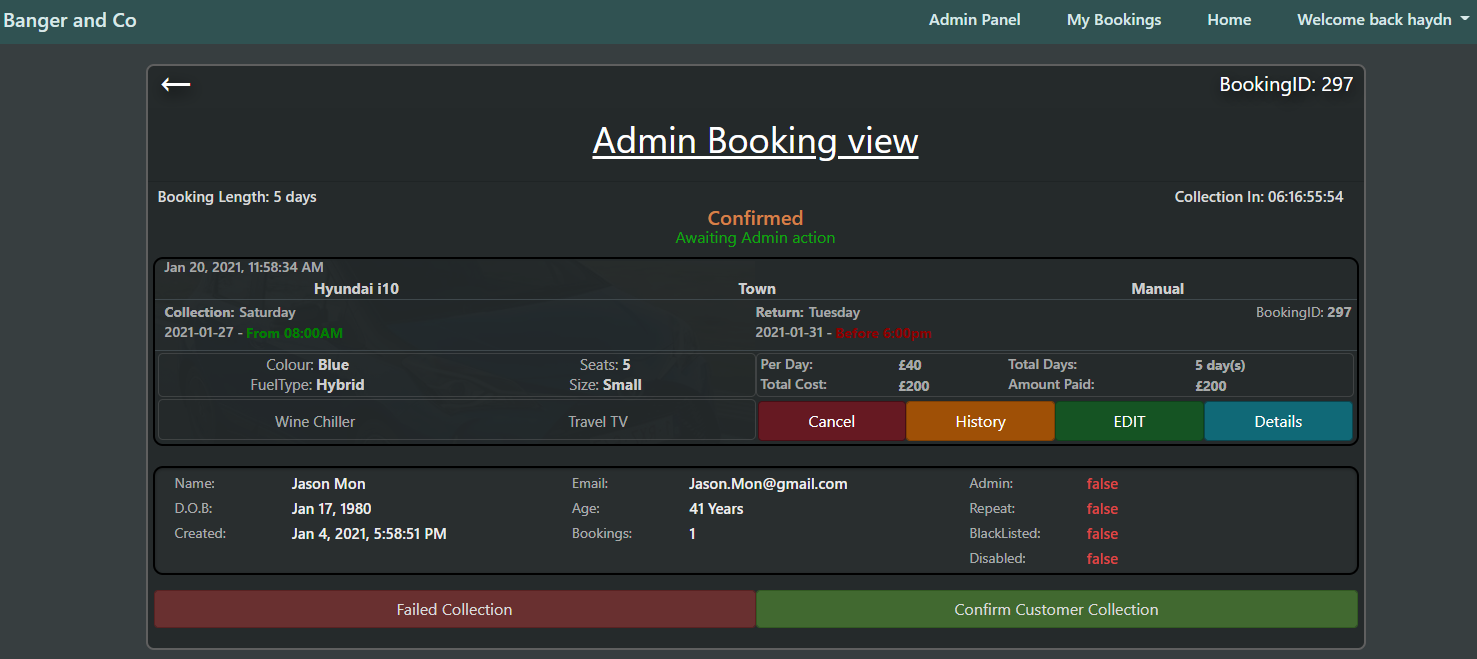 Banger and Co Admin Panel My Bookings Home Welcome back haydn
BookingID: 297
Admin Booking view
Booking Length: 5 days Collection In: 06:16:55:54
Confirmed
Awaiting Admin action
Jan 20, 2021, 11:58:34 AM
Hyundai i10 Town Manual
Collection: Saturday Return: Tuesday BookingID: 297
2021-01-27 - From 08:00AM 2021-01-31 - Before 6:00pm
Colour: Blue Seats: 5 Per Day: £40 Total Days: 5 day(s)
FuelType: Hybrid Size: Small Total Cost: £200 Amount Paid: £200
Wine Chiller Travel TV Cancel History EDIT Details
Name: Jason Mon Email: Jason.Mon@gmail.com Admin: false
D.O.B: Jan 17, 1980 Age: 41 Years Repeat: false
Created: Jan 4, 2021, 5:58:51 PM Bookings: 1 BlackListed: false
Disabled: false
Failed Collection Confirm Customer Collection